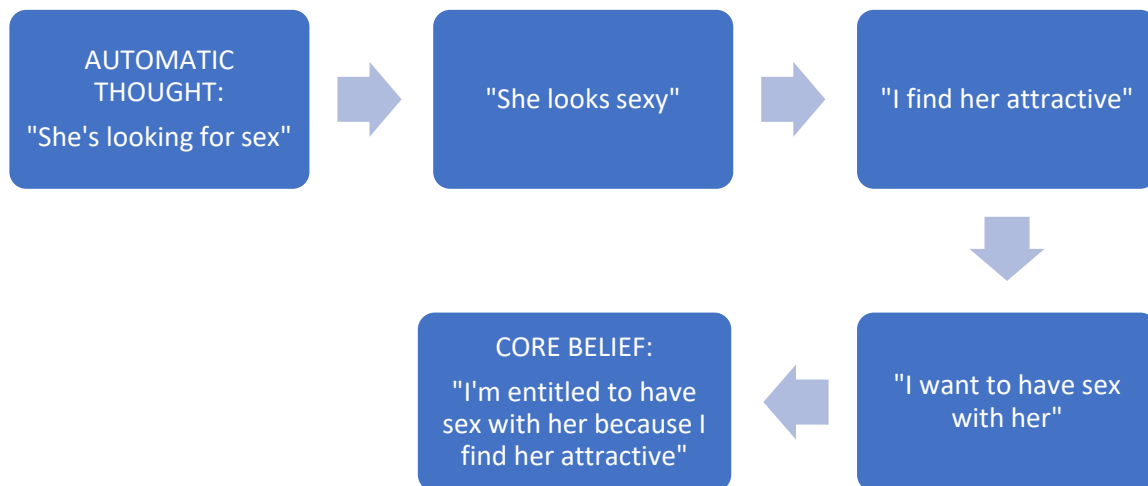 AUTOMATIC
THOUGHT:
"She's looking for sex"
"She looks sexy"
"I find her attractive"
"I want to have sex
with her"
CORE BELIEF:
"I'm entitled to have
sex with her because I
find her attractive"